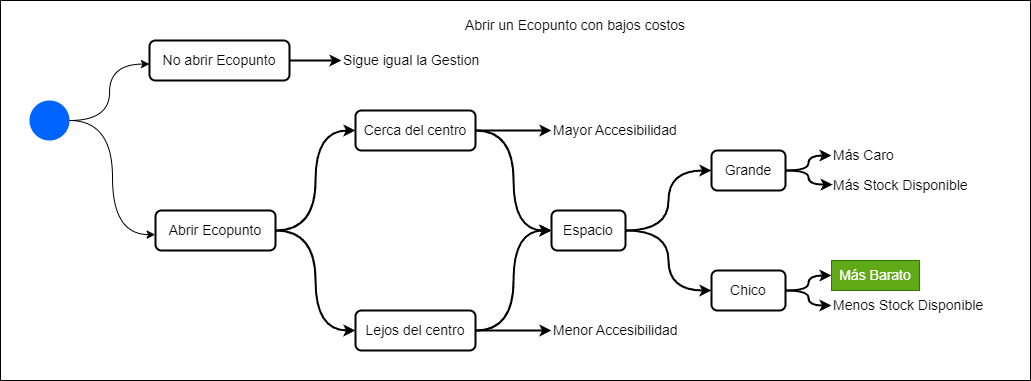 Abrir un Ecopunto con bajos costos
No abrir Ecopunto
Sigue igual la Gestion
Cerca del centro
Mayor Accesibilidad
Más Caro
Grande
Más Stock Disponible
Abrir Ecopunto
Espacio
Más Barato
Chico
Menos Stock Disponible
Lejos del centro
Menor Accesibilidad